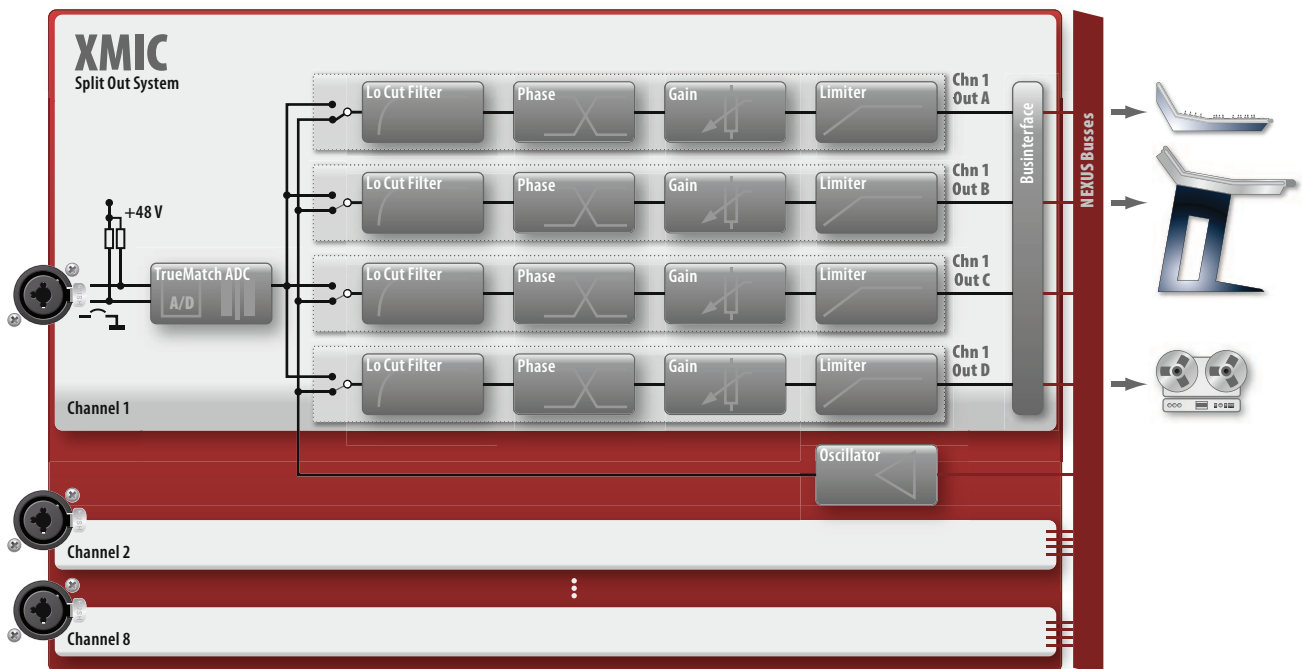 XMIC
Split Out System
Lo Cut Filter
Phase
Gain
Limiter
Chn 1
Out A
Lo Cut Filter
Phase
Gain
Limiter
Chn 1
Out B
Businterface
NEXUS Busses
+48 V
TrueMatch ADC
A/D
Lo Cut Filter
Phase
Gain
Limiter
Chn 1
Out C
Lo Cut Filter
Phase
Gain
Limiter
Chn 1
Out D
Channel 1
Oscillator
Channel 2
Channel 8